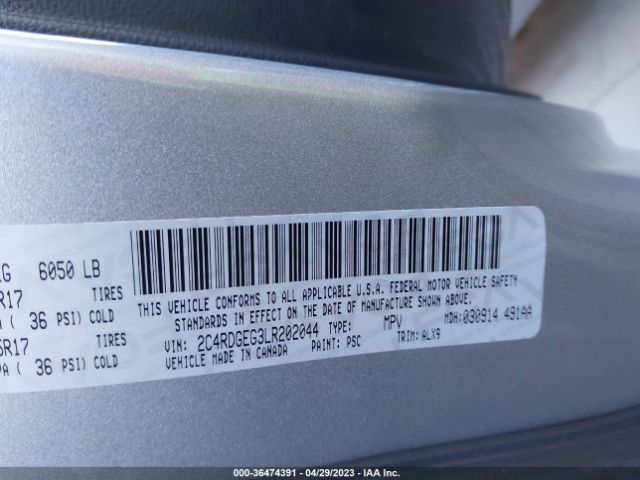 G 6050 LB
R17 TIRES
A ( 36 PSI) COLD
5R17 TIRES
PA ( 36 PSI) COLD
THIS VEHICLE CONFORMS TO ALL APPLICABLE U.S.A. FEDERAL MOTOR VEHICLE SAFETY
STANDARDS IN EFFECT ON THE DATE OF MANUFACTURE SHOWN ABOVE.
VIN: 2C4RDGEG3LR202044 TYPE: MPV MDH: 030914 491AA
VEHICLE MADE IN CANADA PAINT: PSC TRIM: ALX9
000-36474391 - 04/29/2023 - IAA Inc.